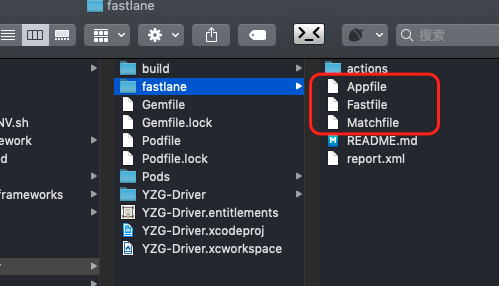 fastlane
搜索
NV.sh
d
frameworks
build
fastlane
Gemfile
Gemfile.lock
Podfile
Podfile.lock
Pods
YZG-Driver
YZG-Driver.entitlements
YZG-Driver.xcodeproj
YZG-Driver.xcworkspace
actions
Appfile
Fastfile
Matchfile
README.md
report.xml